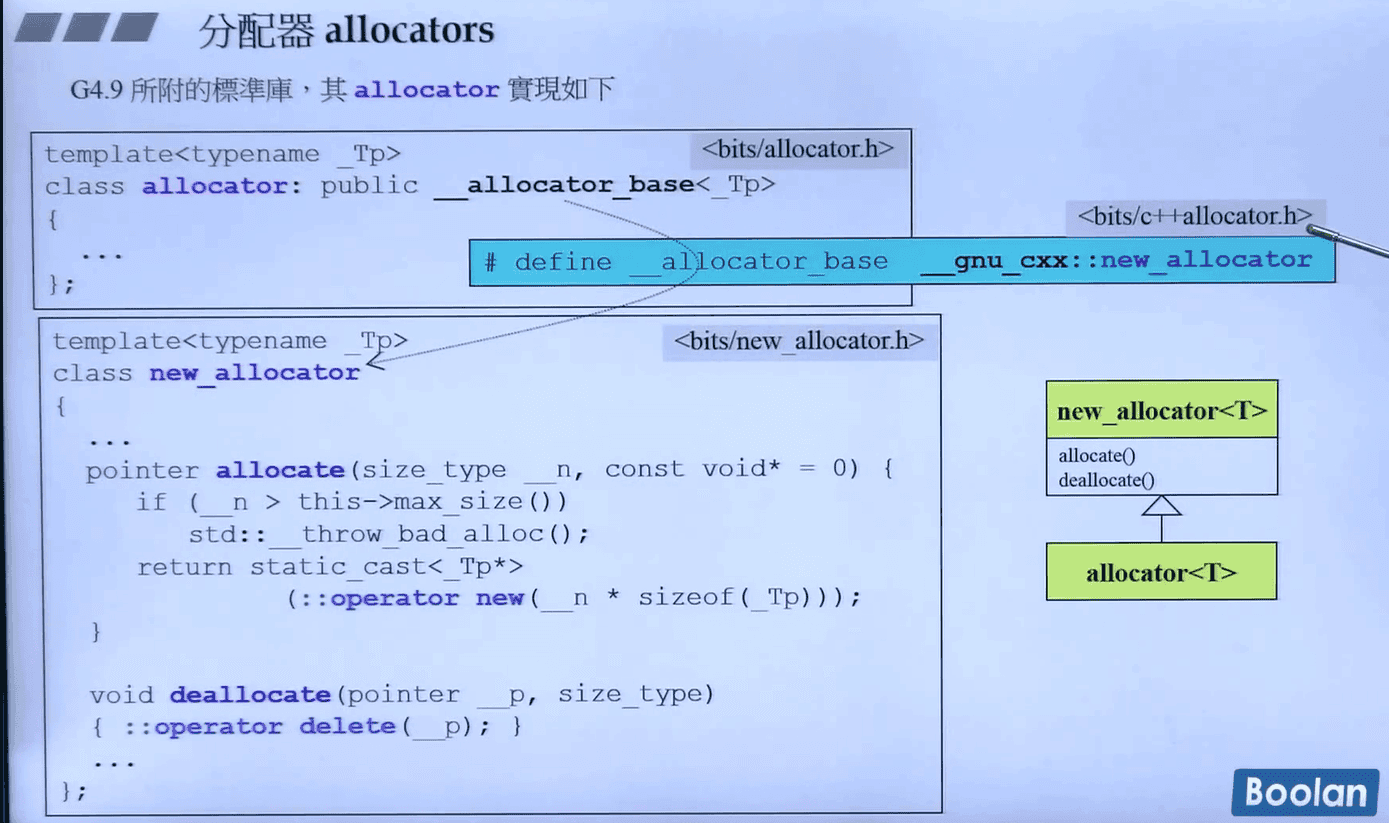 分配器 allocators
G4.9 所附的標準庫，其 allocator 實現如下
<bits/allocator.h>
template<typename _Tp>
class allocator: public __allocator_base<_Tp>
{
...
};
<bits/c++allocator.h>
# define __allocator_base __gnu_cxx::new_allocator
<bits/new_allocator.h>
template<typename _Tp>
class new_allocator
{
...
pointer allocate(size_type __n, const void* = 0) {
if (__n > this->max_size())
std::__throw_bad_alloc();
return static_cast<_Tp*>
(::operator new(__n * sizeof(_Tp)));
}
void deallocate(pointer __p, size_type)
{ ::operator delete(__p); }
...
};
new_allocator<T>
allocate()
deallocate()
allocator<T>
Boolan